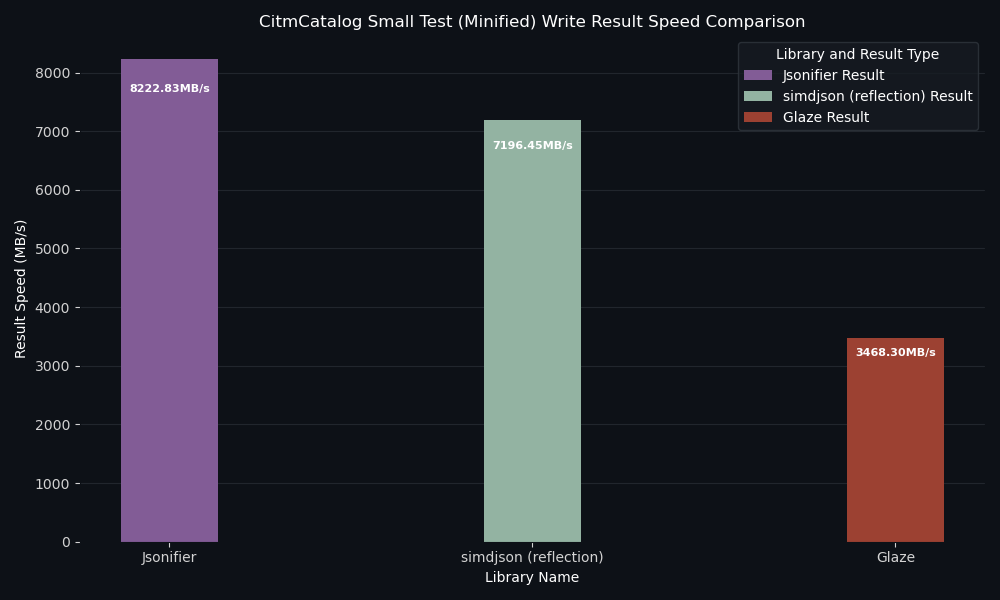 CitmCatalog Small Test (Minified) Write Result Speed Comparison
Library and Result Type
Jsonifier Result
simdjson (reflection) Result
Glaze Result
8222.83MB/s
7196.45MB/s
3468.30MB/s
Result Speed (MB/s)
8000
7000
6000
5000
4000
3000
2000
1000
0
Jsonifier
simdjson (reflection)
Glaze
Library Name